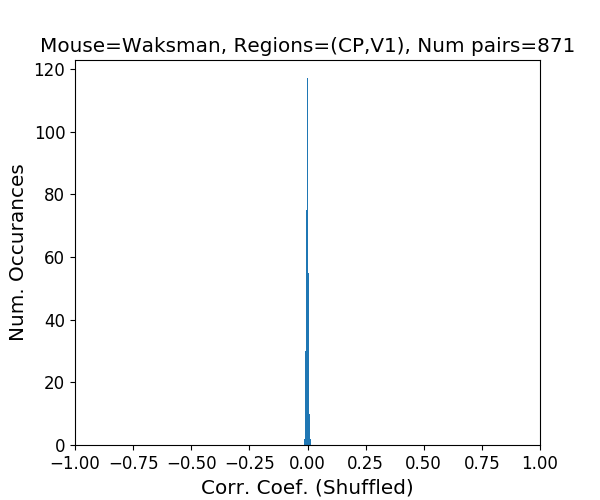 Mouse=Waksman, Regions=(CP,V1), Num pairs=871
120
100
80
60
40
20
0
Num. Occurances
−1.00 −0.75 −0.50 −0.25 0.00 0.25 0.50 0.75 1.00
Corr. Coef. (Shuffled)